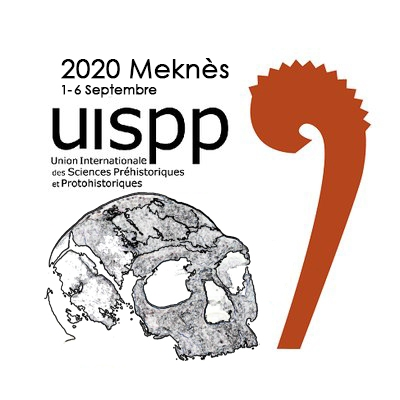 2020 Meknès
1-6 Septembre
uispp
Union Internationale
des Sciences Préhistoriques
et Protohistoriques